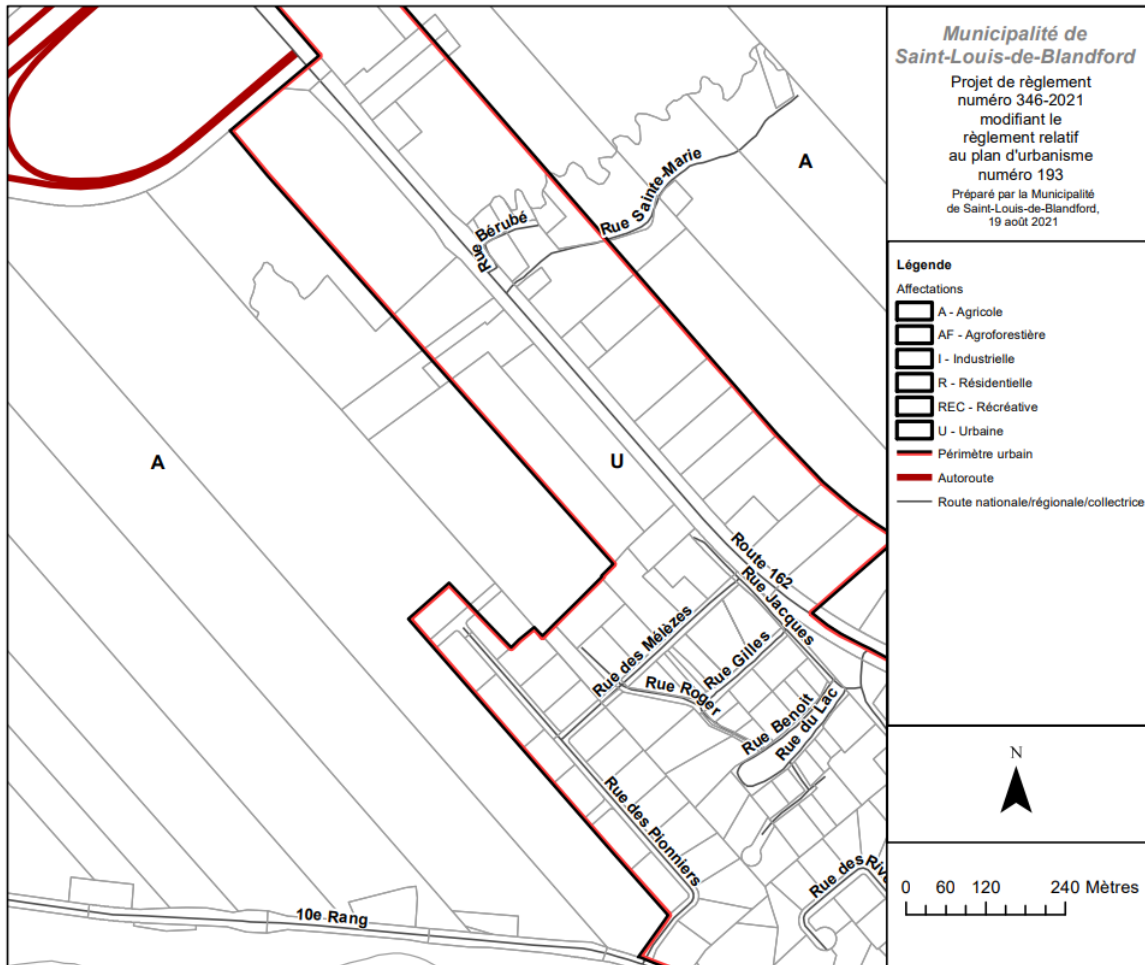 Municipalité de
Saint-Louis-de-Blandford
Projet de règlement
numéro 346-2021
modifiant le
règlement relatif
au plan d'urbanisme
numéro 193
Préparé par la Municipalité
de Saint-Louis-de-Blandford,
19 août 2021
Légende
Affectations
A - Agricole
AF - Agroforestière
I - Industrielle
R - Résidentielle
REC - Récréative
U - Urbaine
Périmètre urbain
Autoroute
Route nationale/régionale/collectrice
N
0 60 120 240 Mètres
A
Rue Sainte-Marie
Rue Bérubé
A
U
Route 162
Rue Jacques
Rue des Mélèzes
Rue Gilles
Rue Roger
Rue Benoit
Rue du Lac
Rue des Pionniers
Rue des Rive
10e Rang